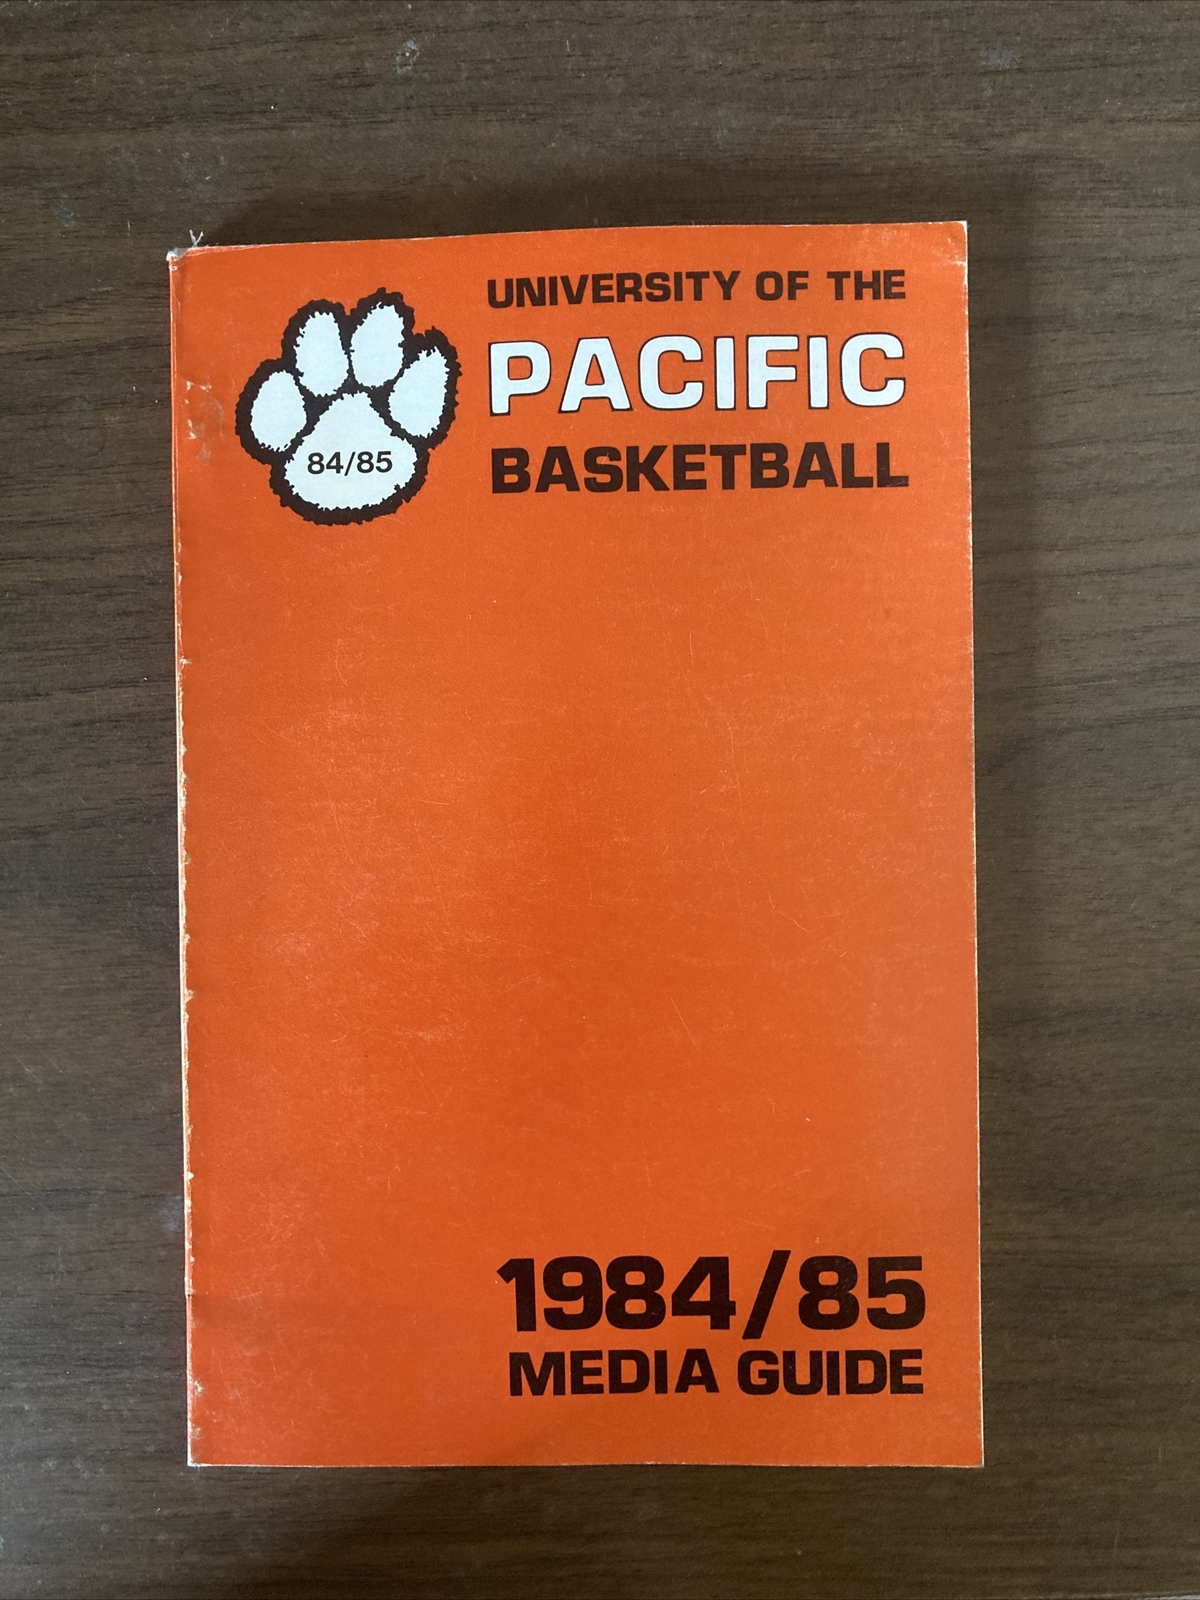 UNIVERSITY OF THE
PACIFIC
BASKETBALL
84/85
1984/85
MEDIA GUIDE